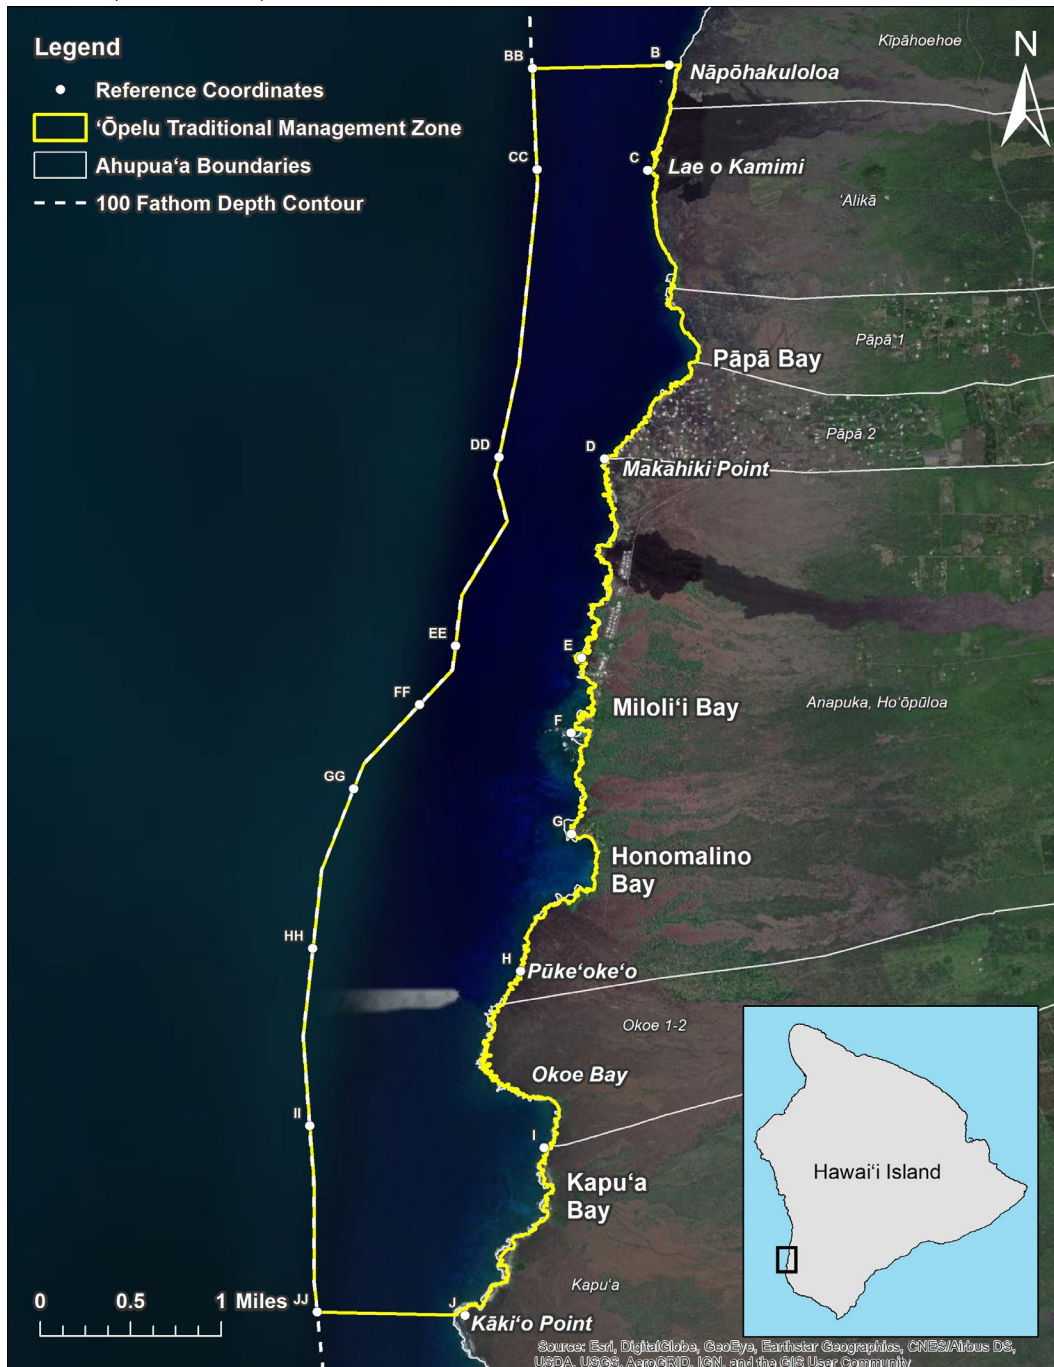 Legend
Reference Coordinates
ʻŌpelu Traditional Management Zone
Ahupuaʻa Boundaries
100 Fathom Depth Contour
BB
B
Kīpāhoehoe
N
Nāpōhakuloloa
CC
C
Lae o Kamimi
ʻAlikā
Pāpā 1
Pāpā Bay
Pāpā 2
DD
D
Makahiki Point
EE
E
FF
F
Miloliʻi Bay
Anapuka, Hoʻōpūloa
GG
G
Honomalino
Bay
HH
H
Pūkeʻokeʻo
Okoe 1-2
Okoe Bay
II
I
Kapuʻa
Bay
Hawaiʻi Island
Kapuʻa
0 0.5 1 Miles
JJ
J
Kākiʻo Point
Source: Esri, DigitalGlobe, GeoEye, Earthstar Geographics, CNES/Airbus DS,
USDA, USGS, AeroGRID, IGN, and the GIS User Community